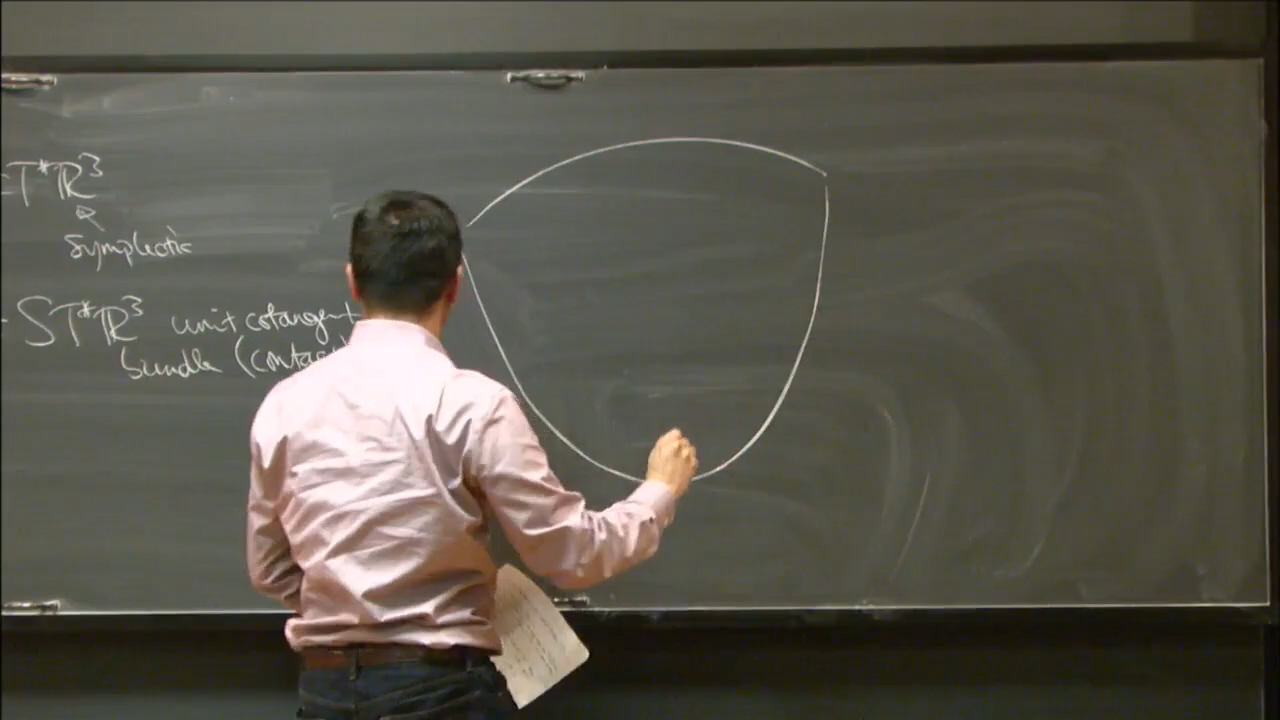 =T*ℝ³
symplectic
- ST*ℝ³ unit cotangent
bundle (contact